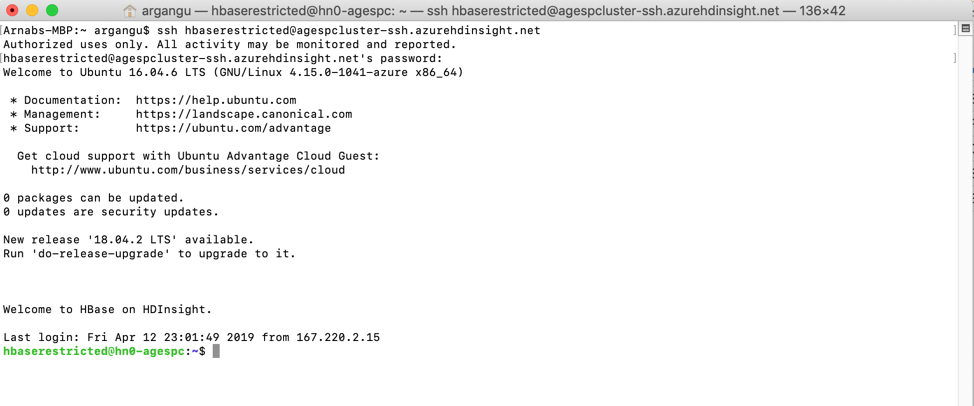 argangu — hbaserestricted@hn0-agespc: ~ — ssh hbaserestricted@agespcluster-ssh.azurehdinsight.net — 136×42
[Arnabs-MBP:~ argangu$ ssh hbaserestricted@agespcluster-ssh.azurehdinsight.net ]
Authorized uses only. All activity may be monitored and reported.
[hbaserestricted@agespcluster-ssh.azurehdinsight.net's password: ]
Welcome to Ubuntu 16.04.6 LTS (GNU/Linux 4.15.0-1041-azure x86_64)
* Documentation: https://help.ubuntu.com
* Management: https://landscape.canonical.com
* Support: https://ubuntu.com/advantage
Get cloud support with Ubuntu Advantage Cloud Guest:
http://www.ubuntu.com/business/services/cloud
0 packages can be updated.
0 updates are security updates.
New release '18.04.2 LTS' available.
Run 'do-release-upgrade' to upgrade to it.
Welcome to HBase on HDInsight.
Last login: Fri Apr 12 23:01:49 2019 from 167.220.2.15
hbaserestricted@hn0-agespc:~$